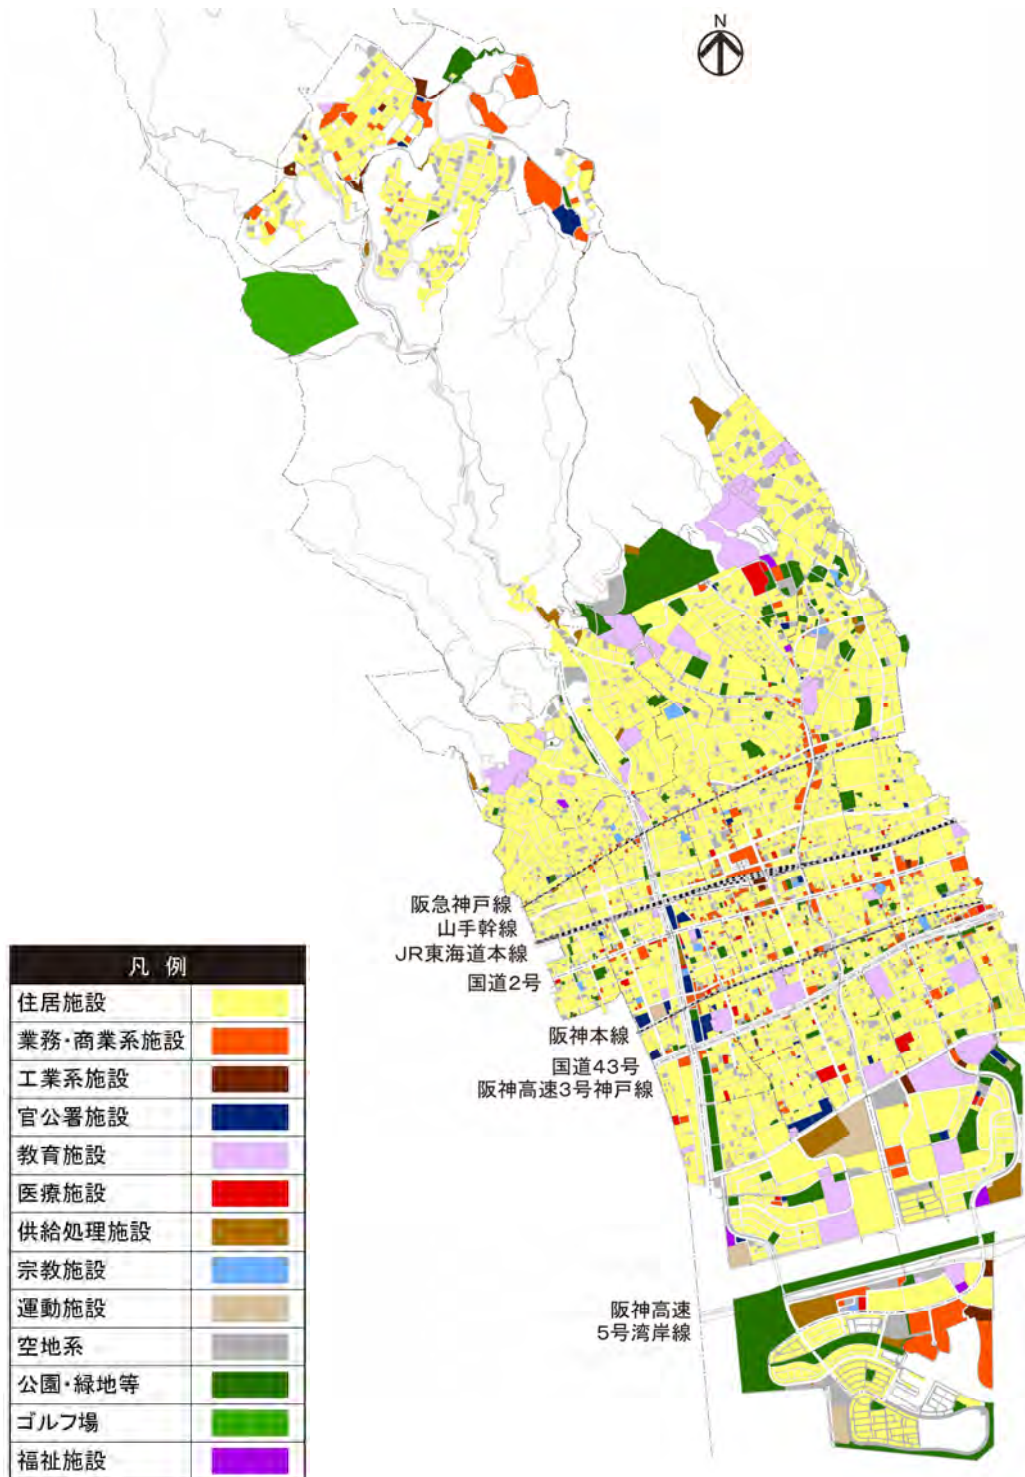 N
阪急神戸線
山手幹線
JR東海道本線
国道2号
阪神本線
国道43号
阪神高速3号神戸線
阪神高速
5号湾岸線
凡 例
住居施設
業務・商業系施設
工業系施設
官公署施設
教育施設
医療施設
供給処理施設
宗教施設
運動施設
空地系
公園・緑地等
ゴルフ場
福祉施設